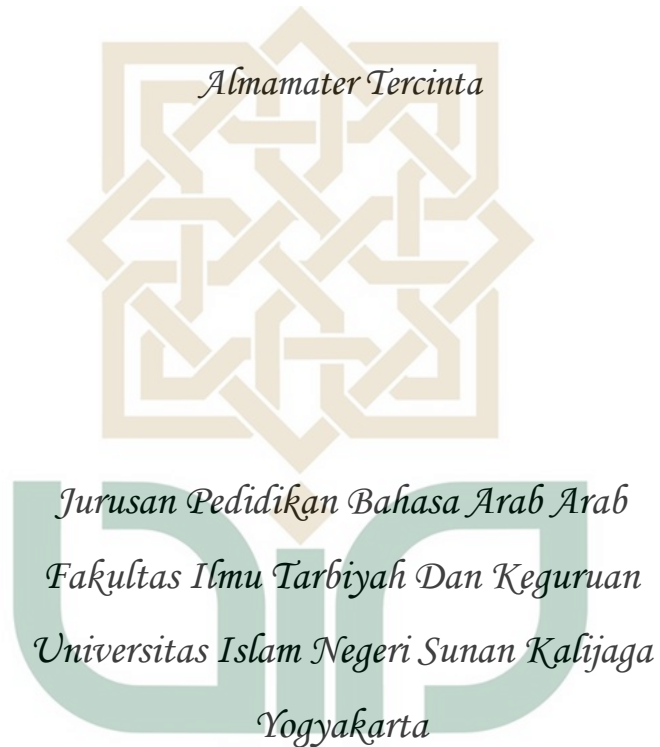 Almamater Tercinta
Jurusan Pedidikan Bahasa Arab Arab
Fakultas Ilmu Tarbiyah Dan Keguruan
Universitas Islam Negeri Sunan Kalijaga
Yogyakarta